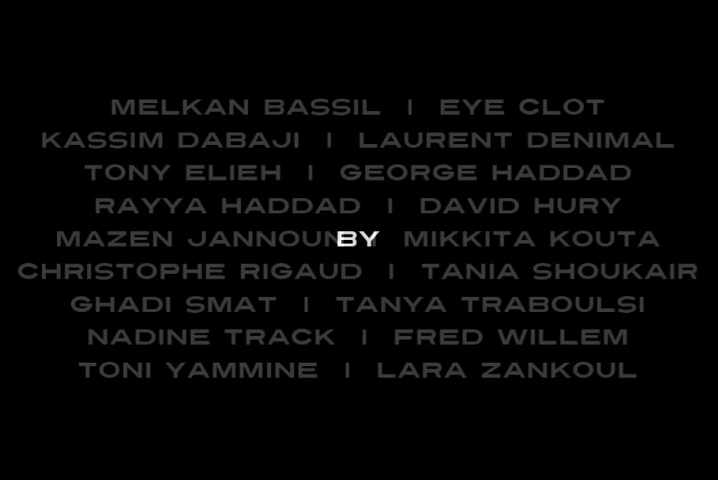 MELKAN BASSIL | EYE CLOT
KASSIM DABAJI | LAURENT DENIMAL
TONY ELIEH | GEORGE HADDAD
RAYYA HADDAD | DAVID HURY
MAZEN JANNOUN | MIKKITA KOUTA
BY
CHRISTOPHE RIGAUD | TANIA SHOUKAIR
GHADI SMAT | TANYA TRABOULSI
NADINE TRACK | FRED WILLEM
TONI YAMMINE | LARA ZANKOUL